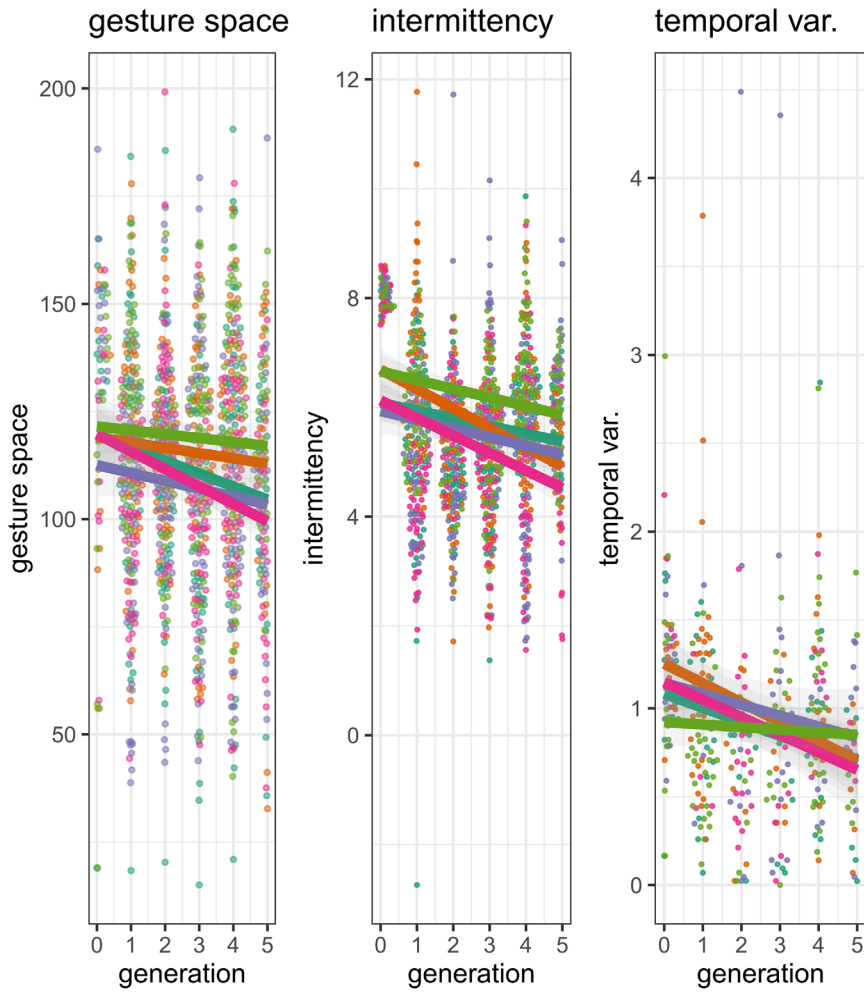 gesture space
intermittency
temporal var.
gesture space
200
150
100
50
0 1 2 3 4 5
generation
intermittency
12
8
4
0
0 1 2 3 4 5
generation
temporal var.
4
3
2
1
0
0 1 2 3 4 5
generation